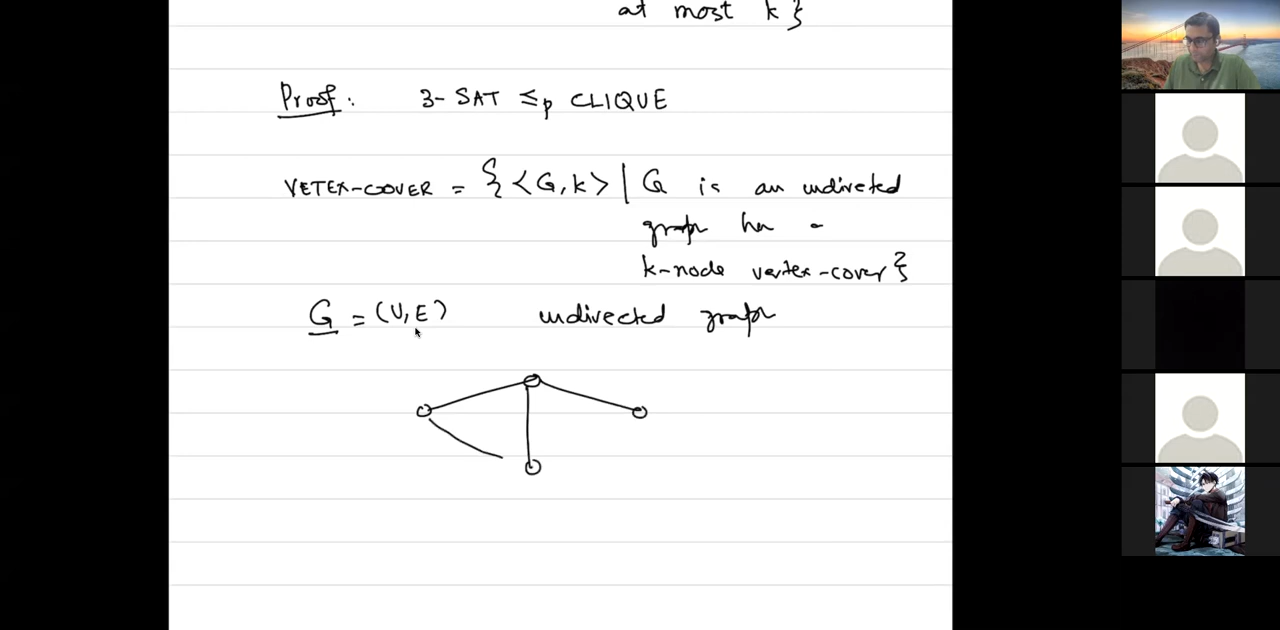 at most k}
Proof: 3-SAT ≤p CLIQUE
VETEX-COVER = {<G,k> | G is an undirected
graph has a
k-node vertex-cover}
G = (V,E) undirected graph